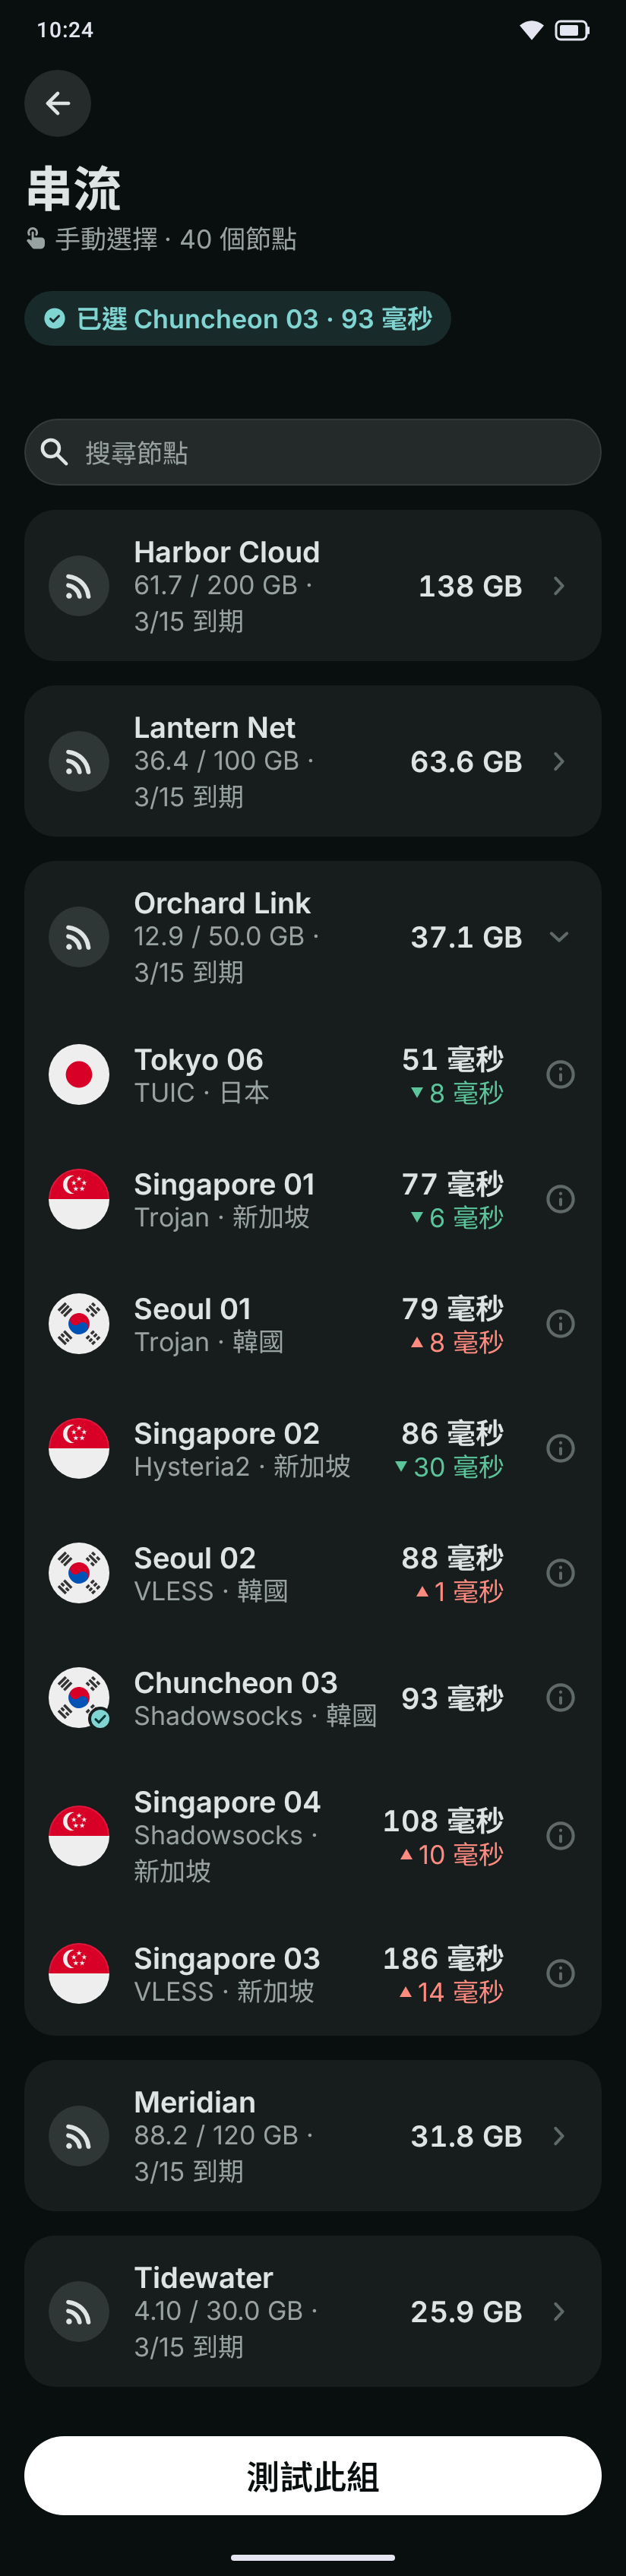 10:24
串流
手動選擇 · 40 個節點
已選 Chuncheon 03 · 93 毫秒
搜尋節點
Harbor Cloud
61.7 / 200 GB ·
3/15 到期
138 GB
Lantern Net
36.4 / 100 GB ·
3/15 到期
63.6 GB
Orchard Link
12.9 / 50.0 GB ·
3/15 到期
37.1 GB
Tokyo 06
TUIC · 日本
51 毫秒
▼8 毫秒
Singapore 01
Trojan · 新加坡
77 毫秒
▼6 毫秒
Seoul 01
Trojan · 韓國
79 毫秒
▲8 毫秒
Singapore 02
Hysteria2 · 新加坡
86 毫秒
▼30 毫秒
Seoul 02
VLESS · 韓國
88 毫秒
▲1 毫秒
Chuncheon 03
Shadowsocks · 韓國
93 毫秒
Singapore 04
Shadowsocks ·
新加坡
108 毫秒
▲10 毫秒
Singapore 03
VLESS · 新加坡
186 毫秒
▲14 毫秒
Meridian
88.2 / 120 GB ·
3/15 到期
31.8 GB
Tidewater
4.10 / 30.0 GB ·
3/15 到期
25.9 GB
測試此組